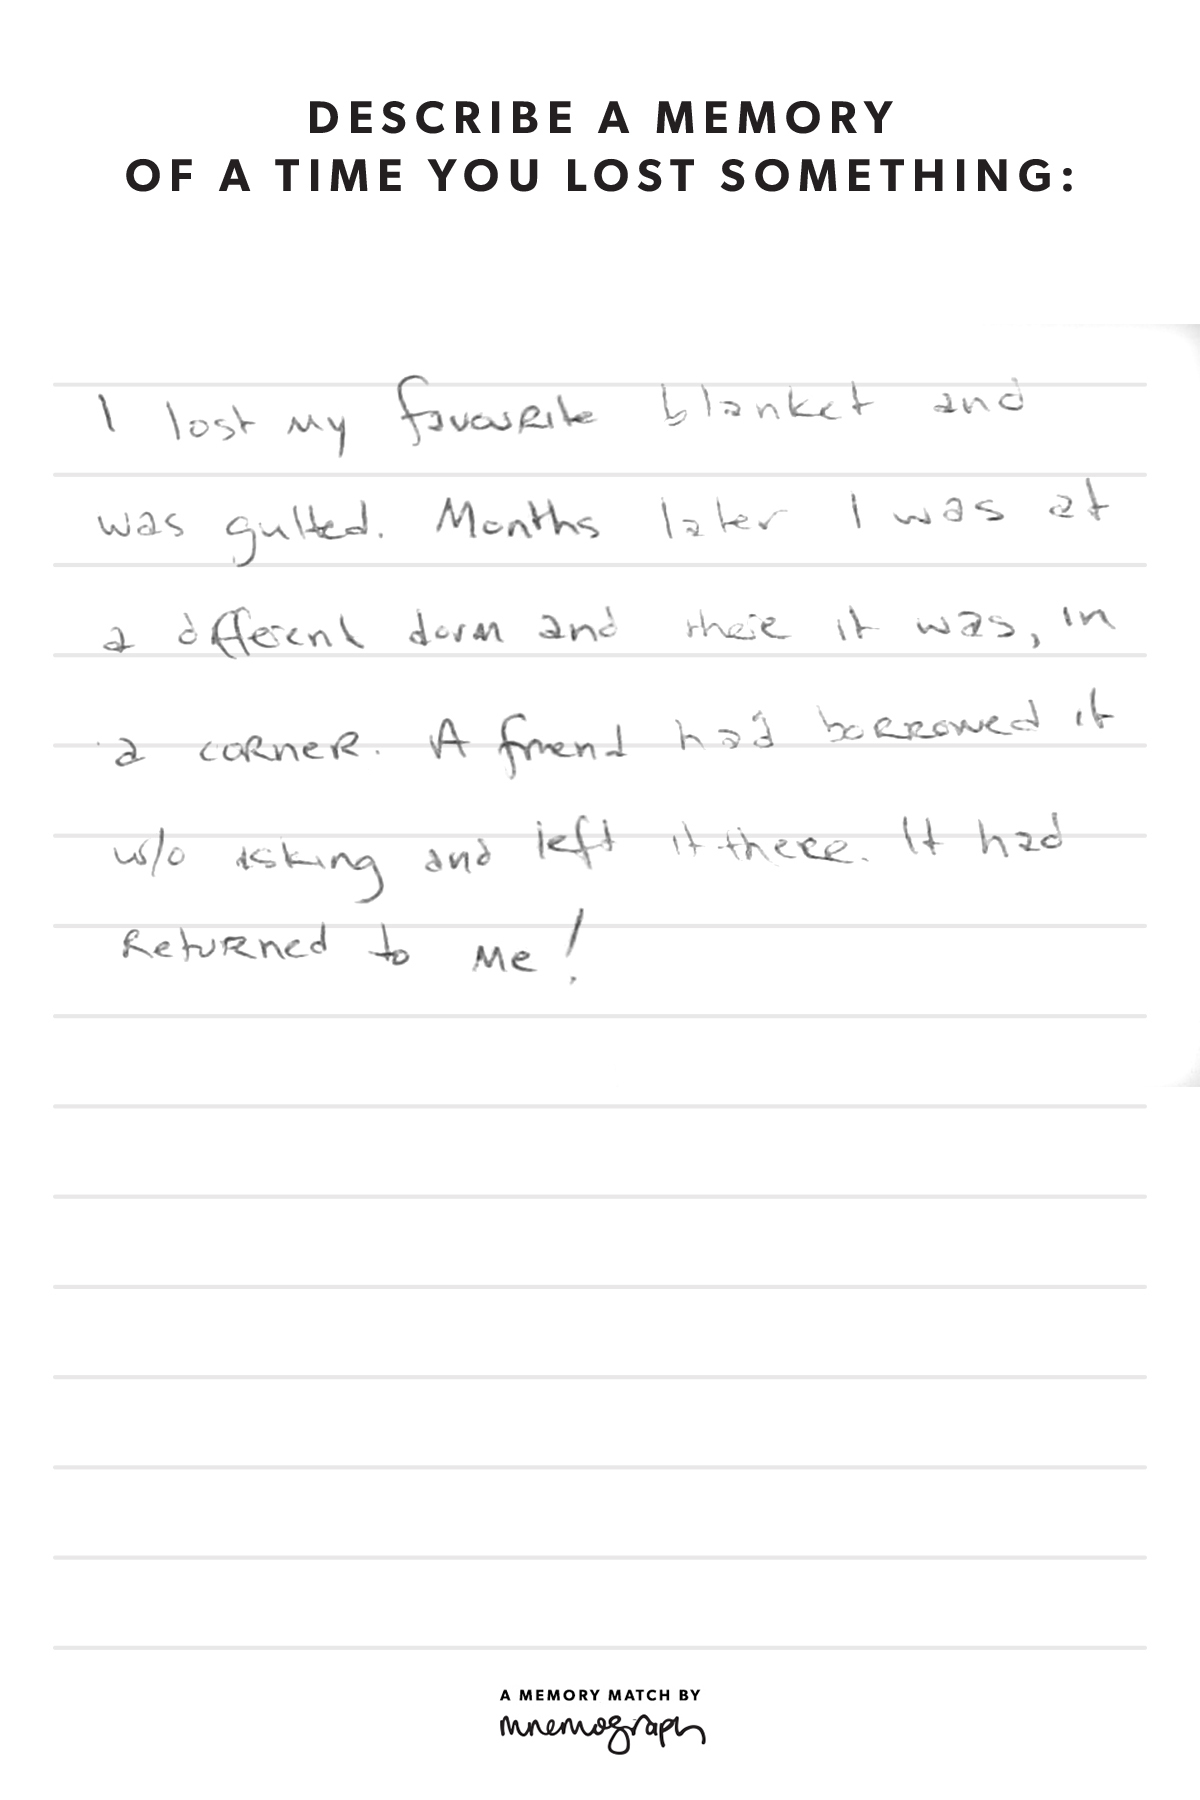 DESCRIBE A MEMORY
OF A TIME YOU LOST SOMETHING:
I lost my favourite blanket and
was gutted. Months later I was at
a different dorm and there it was, in
a corner. A friend had borrowed it
w/o asking and left it there. It had
returned to me!
A MEMORY MATCH BY
mnemograph